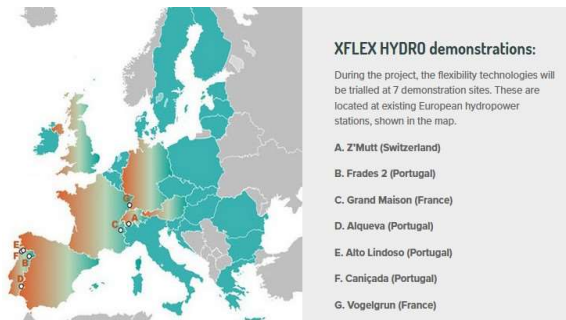 XFLEX HYDRO demonstrations:
During the project, the flexibility technologies will
be trialled at 7 demonstration sites. These are
located at existing European hydropower
stations, shown in the map.
A. Z'Mutt (Switzerland)
B. Frades 2 (Portugal)
C. Grand Maison (France)
D. Alqueva (Portugal)
E. Alto Lindoso (Portugal)
F. Caniçada (Portugal)
G. Vogelgrun (France)
G
A
C
E
F
B
D